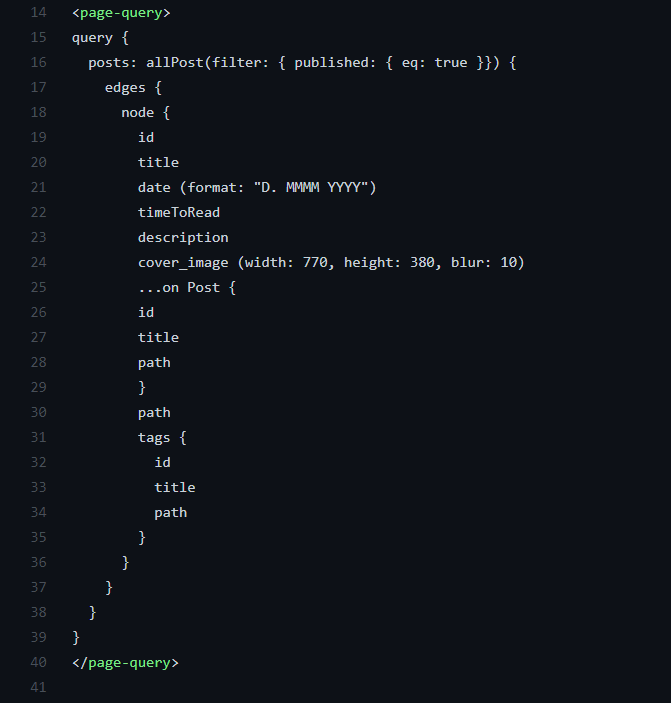 14 <page-query>
15 query {
16   posts: allPost(filter: { published: { eq: true }}) {
17     edges {
18       node {
19         id
20         title
21         date (format: "D. MMMM YYYY")
22         timeToRead
23         description
24         cover_image (width: 770, height: 380, blur: 10)
25         ...on Post {
26         id
27         title
28         path
29         }
30         path
31         tags {
32           id
33           title
34           path
35         }
36       }
37     }
38   }
39 }
40 </page-query>
41